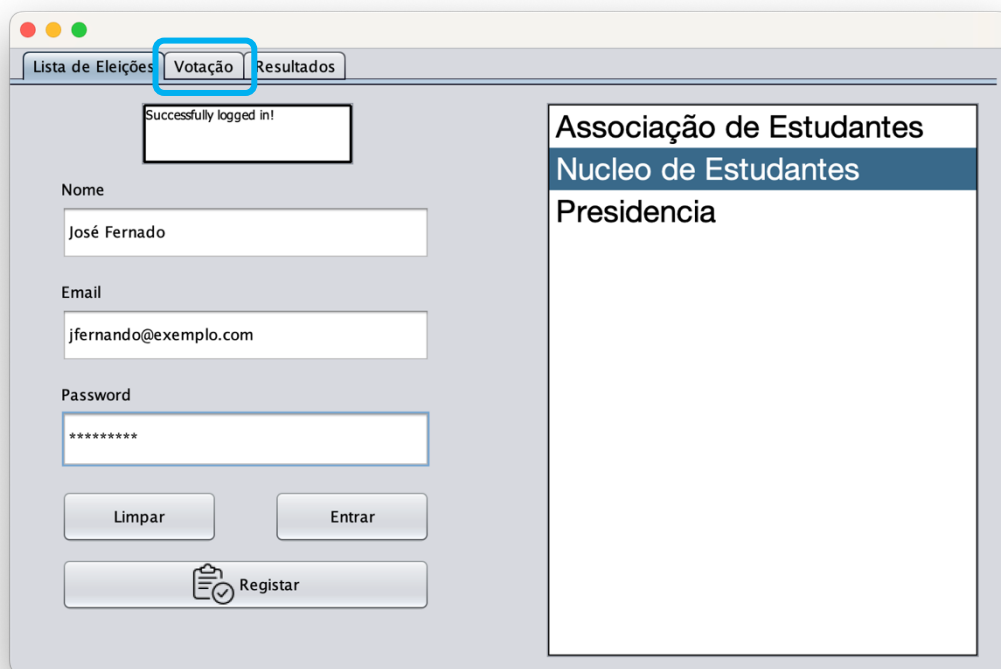 Lista de Eleições
Votação
Resultados
Successfully logged in!
Nome
José Fernado
Email
jfernando@exemplo.com
Password
*********
Limpar
Entrar
Registar
Associação de Estudantes
Nucleo de Estudantes
Presidencia